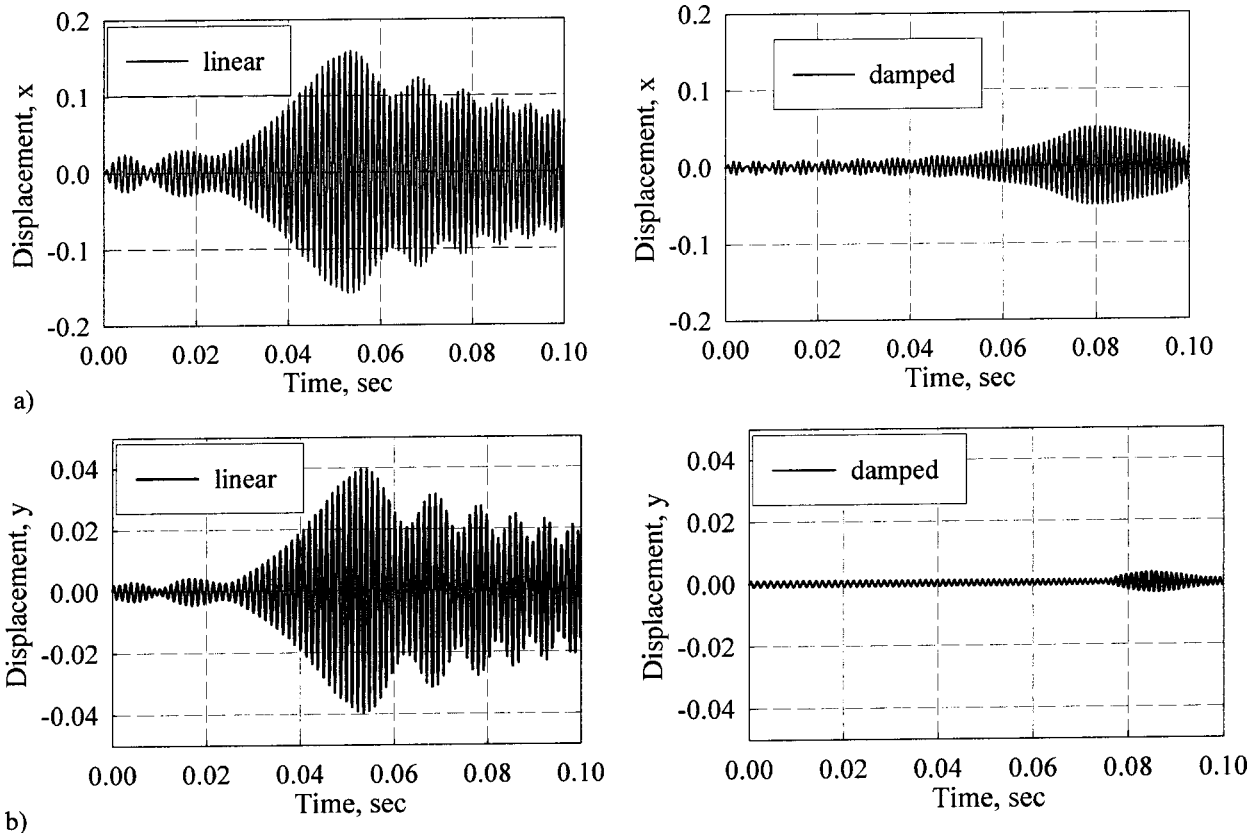 0.2
linear
0.1
0.0
-0.1
-0.2
Displacement, x
0.00 0.02 0.04 0.06 0.08 0.10
Time, sec
0.2
damped
0.1
0.0
-0.1
-0.2
Displacement, x
0.00 0.02 0.04 0.06 0.08 0.10
Time, sec
a)
0.04
linear
0.02
0.00
-0.02
-0.04
Displacement, y
0.00 0.02 0.04 0.06 0.08 0.10
Time, sec
0.04
damped
0.02
0.00
-0.02
-0.04
Displacement, y
0.00 0.02 0.04 0.06 0.08 0.10
Time, sec
b)